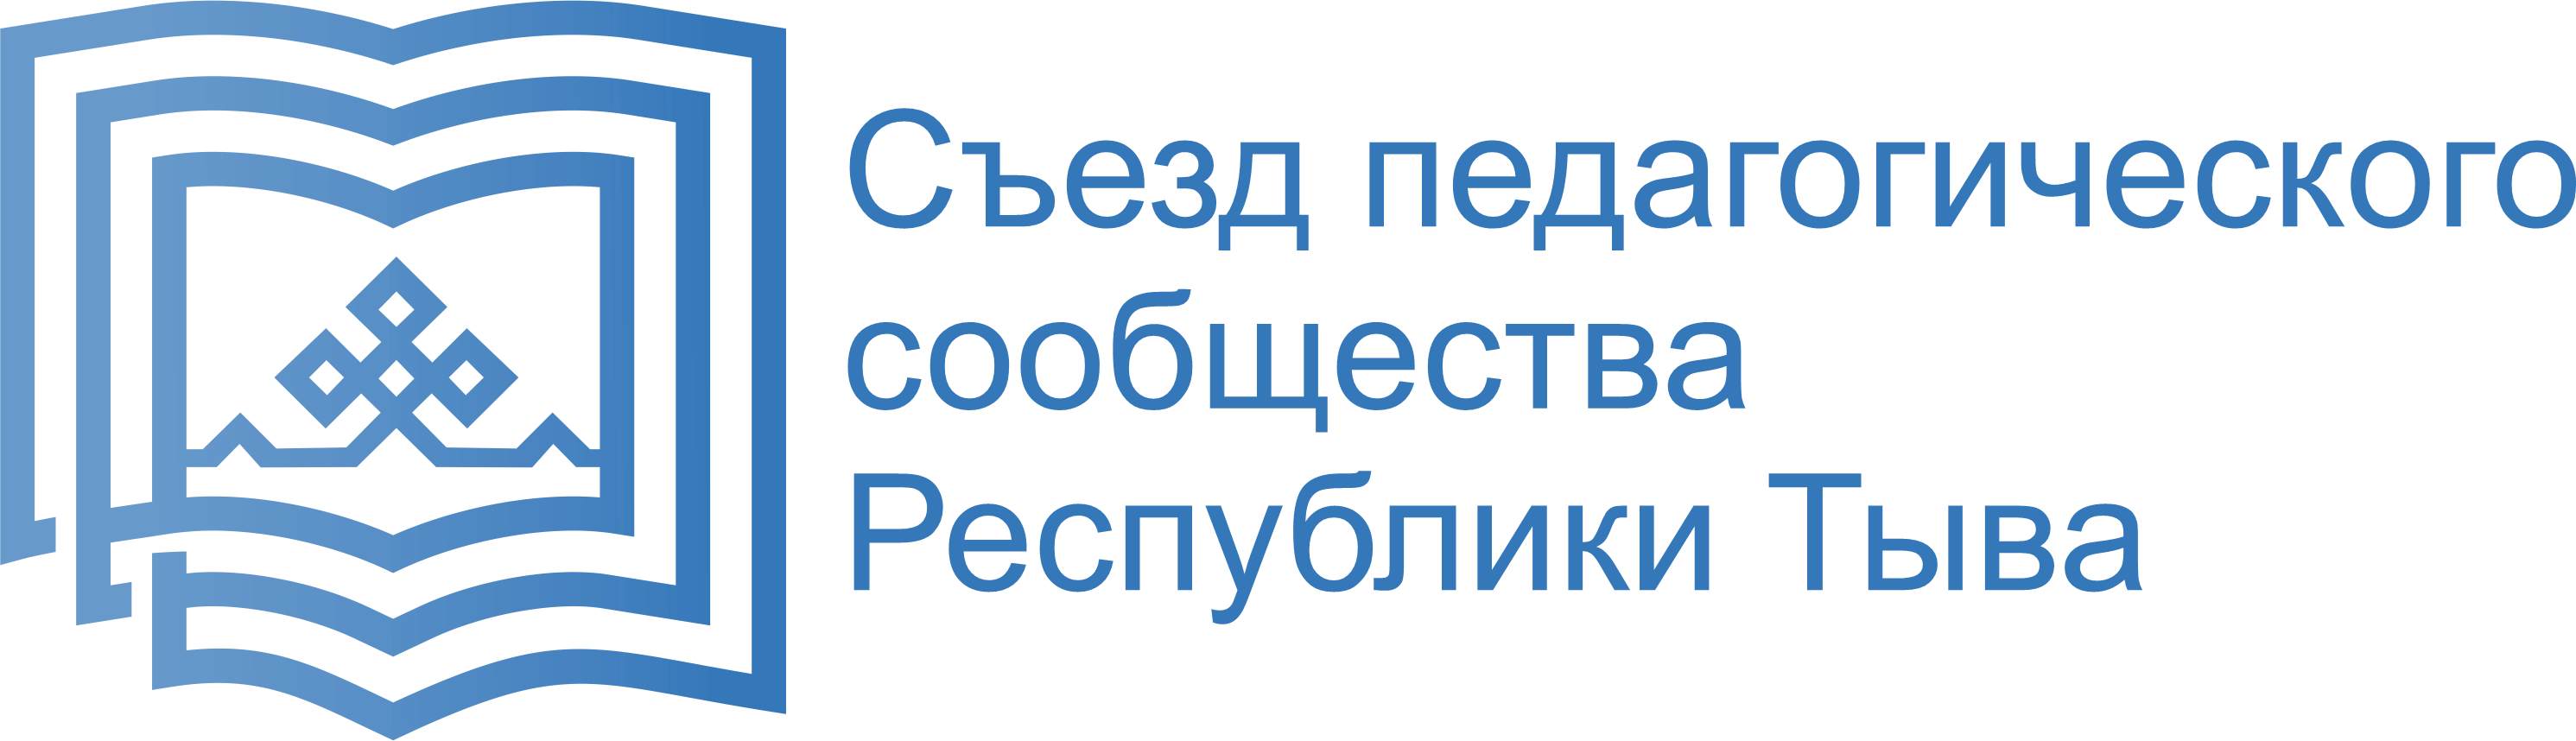 Съезд педагогического
сообщества
Республики Тыва